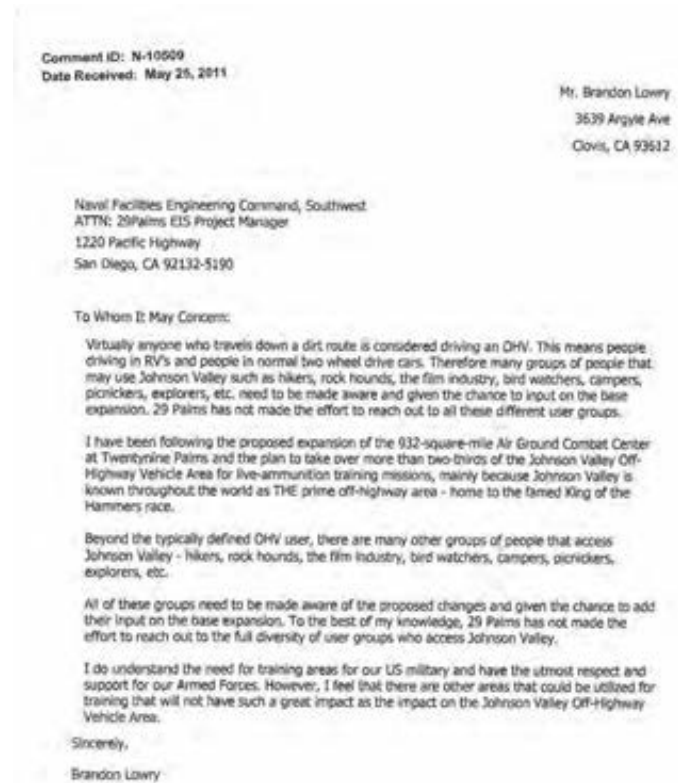 Comment ID: N-10609
Date Received: May 25, 2011
Mr. Brandon Lowry
3639 Argyle Ave
Clovis, CA 93612
Naval Facilities Engineering Command, Southwest
ATTN: 29Palms EIS Project Manager
1220 Pacific Highway
San Diego, CA 92132-5190
To Whom It May Concern:
Virtually anyone who travels down a dirt route is considered driving an OHV. This means people
driving in RV's and people in normal two wheel drive cars. Therefore many groups of people that
may use Johnson Valley such as hikers, rock hounds, the film industry, bird watchers, campers,
picnickers, explorers, etc. need to be made aware and given the chance to input on the base
expansion. 29 Palms has not made the effort to reach out to all these different user groups.
I have been following the proposed expansion of the 932-square-mile Air Ground Combat Center
at Twentynine Palms and the plan to take over more than two-thirds of the Johnson Valley Off-
Highway Vehicle Area for live-ammunition training missions, mainly because Johnson Valley is
known throughout the world as THE prime off-highway area - home to the famed King of the
Hammers race.
Beyond the typically defined OHV user, there are many other groups of people that access
Johnson Valley - hikers, rock hounds, the film industry, bird watchers, campers, picnickers,
explorers, etc.
All of these groups need to be made aware of the proposed changes and given the chance to add
their input on the base expansion. To the best of my knowledge, 29 Palms has not made the
effort to reach out to the full diversity of user groups who access Johnson Valley.
I do understand the need for training areas for our US military and have the utmost respect and
support for our Armed Forces. However, I feel that there are other areas that could be utilized for
training that will not have such a great impact as the impact on the Johnson Valley Off-Highway
Vehicle Area.
Sincerely,
Brandon Lowry